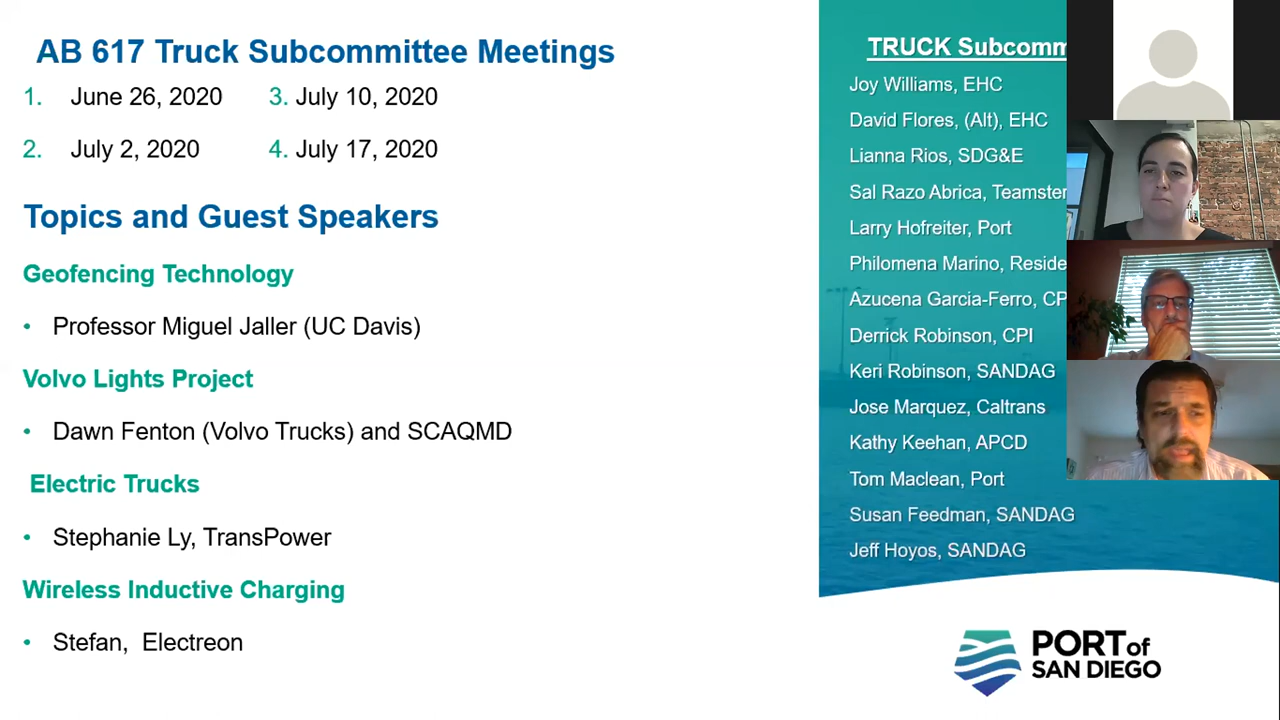 AB 617 Truck Subcommittee Meetings
1. June 26, 2020
2. July 2, 2020
3. July 10, 2020
4. July 17, 2020
Topics and Guest Speakers
Geofencing Technology
• Professor Miguel Jaller (UC Davis)
Volvo Lights Project
• Dawn Fenton (Volvo Trucks) and SCAQMD
Electric Trucks
• Stephanie Ly, TransPower
Wireless Inductive Charging
• Stefan, Electreon
TRUCK Subcomm
Joy Williams, EHC
David Flores, (Alt), EHC
Lianna Rios, SDG&E
Sal Razo Abrica, Teamster
Larry Hofreiter, Port
Philomena Marino, Reside
Azucena Garcia-Ferro, CP
Derrick Robinson, CPI
Keri Robinson, SANDAG
Jose Marquez, Caltrans
Kathy Keehan, APCD
Tom Maclean, Port
Susan Feedman, SANDAG
Jeff Hoyos, SANDAG
PORT of
SAN DIEGO